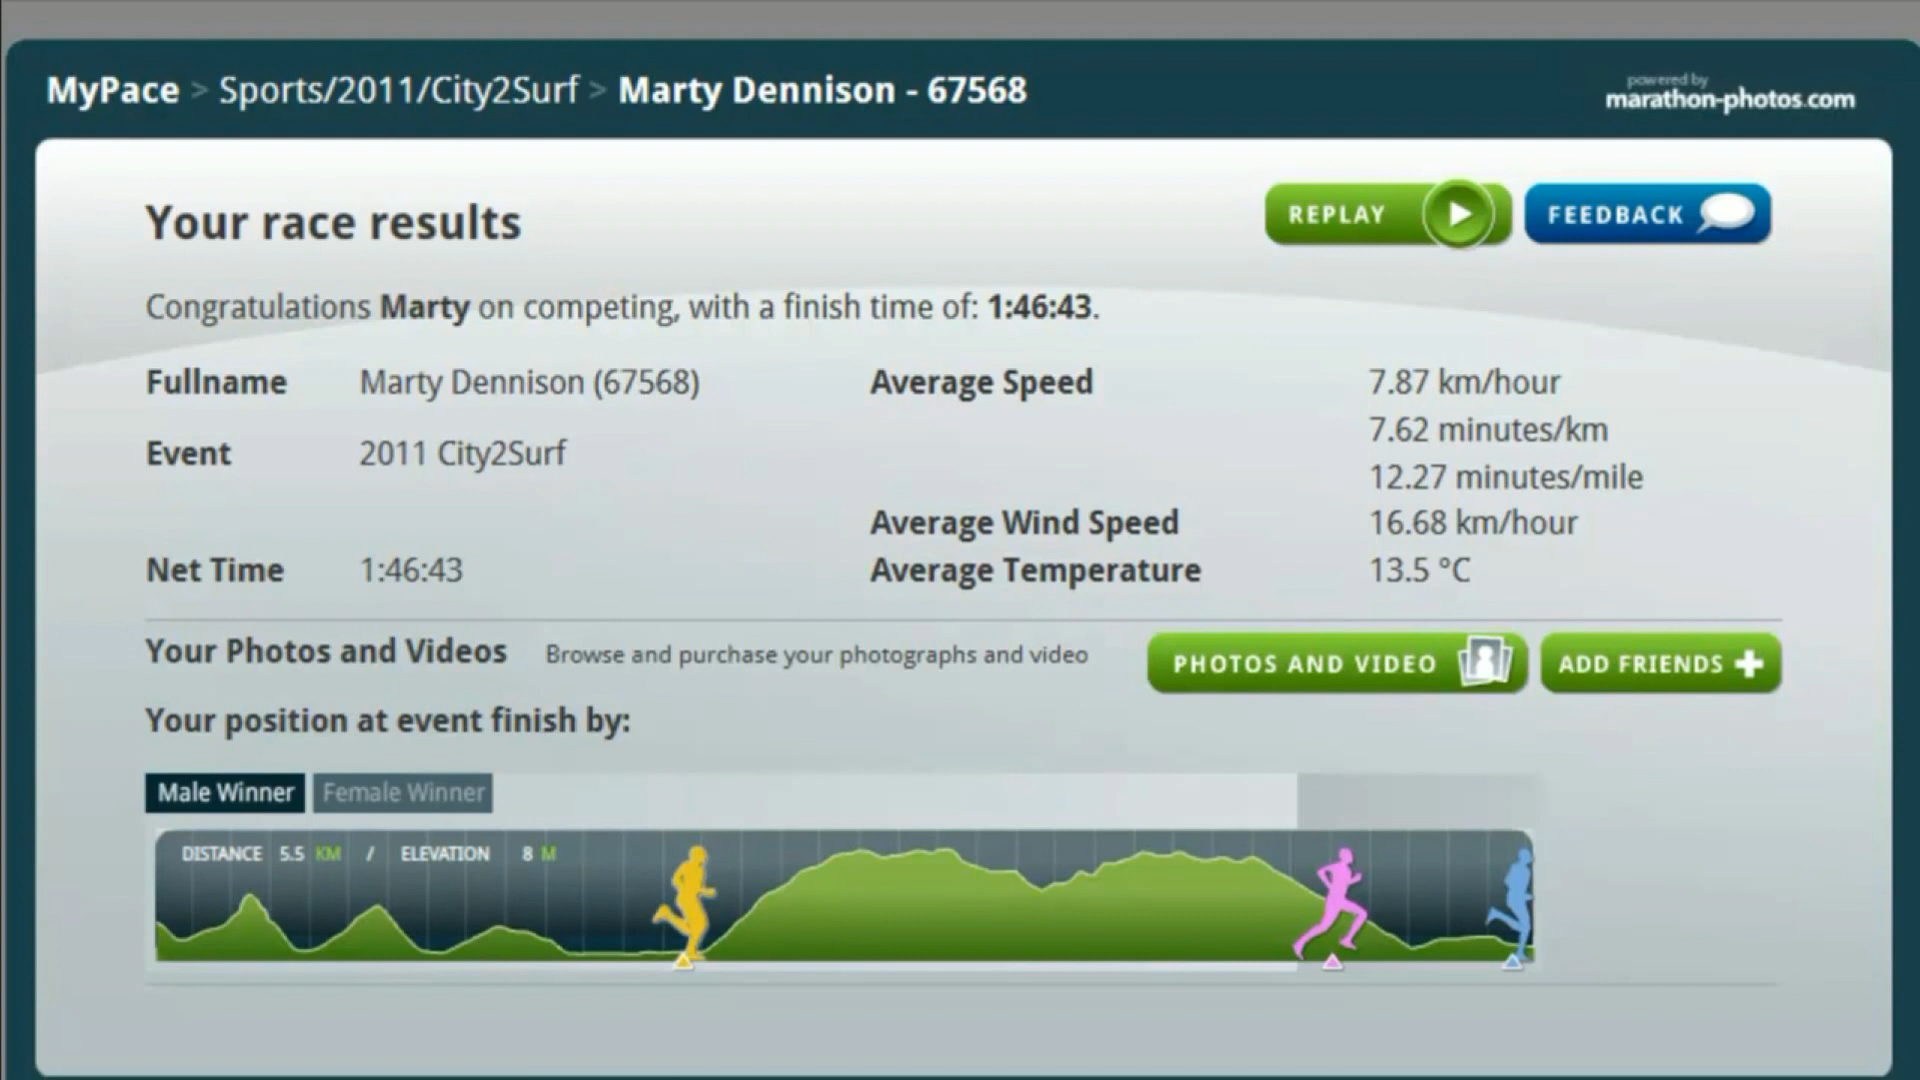 MyPace > Sports/2011/City2Surf > Marty Dennison - 67568
powered by
marathon-photos.com
Your race results
REPLAY
FEEDBACK
Congratulations Marty on competing, with a finish time of: 1:46:43.
Fullname Marty Dennison (67568)
Average Speed 7.87 km/hour
7.62 minutes/km
12.27 minutes/mile
Event 2011 City2Surf
Average Wind Speed 16.68 km/hour
Net Time 1:46:43
Average Temperature 13.5 °C
Your Photos and Videos Browse and purchase your photographs and video
PHOTOS AND VIDEO
ADD FRIENDS
Your position at event finish by:
Male Winner Female Winner
DISTANCE 5.5 KM / ELEVATION 8 M